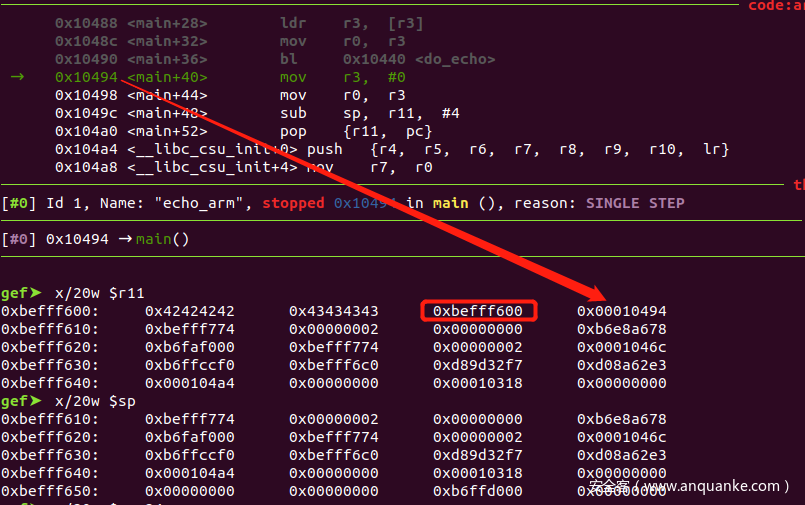 code:ar
0x10488 <main+28> ldr r3, [r3]
0x1048c <main+32> mov r0, r3
0x10490 <main+36> bl 0x10440 <do_echo>
→ 0x10494 <main+40> mov r3, #0
0x10498 <main+44> mov r0, r3
0x1049c <main+48> sub sp, r11, #4
0x104a0 <main+52> pop {r11, pc}
0x104a4 <__libc_csu_init+0> push {r4, r5, r6, r7, r8, r9, r10, lr}
0x104a8 <__libc_csu_init+4> mov r7, r0
th
[#0] Id 1, Name: "echo_arm", stopped 0x10494 in main (), reason: SINGLE STEP
[#0] 0x10494 → main()
gef➤ x/20w $r11
0xbefff600: 0x42424242 0x43434343 0xbefff600 0x00010494
0xbefff610: 0xbefff774 0x00000002 0x00000000 0xb6e8a678
0xbefff620: 0xb6faf000 0xbefff774 0x00000002 0x0001046c
0xbefff630: 0xb6ffccf0 0xbefff6c0 0xd89d32f7 0xd08a62e3
0xbefff640: 0x000104a4 0x00000000 0x00010318 0x00000000
gef➤ x/20w $sp
0xbefff610: 0xbefff774 0x00000002 0x00000000 0xb6e8a678
0xbefff620: 0xb6faf000 0xbefff774 0x00000002 0x0001046c
0xbefff630: 0xb6ffccf0 0xbefff6c0 0xd89d32f7 0xd08a62e3
0xbefff640: 0x000104a4 0x00000000 0x00010318 0x00000000
0xbefff650: 0x00000000 0x00000000 0xb6ffd000 0x00000000
安全客 ( www.anquanke.com )